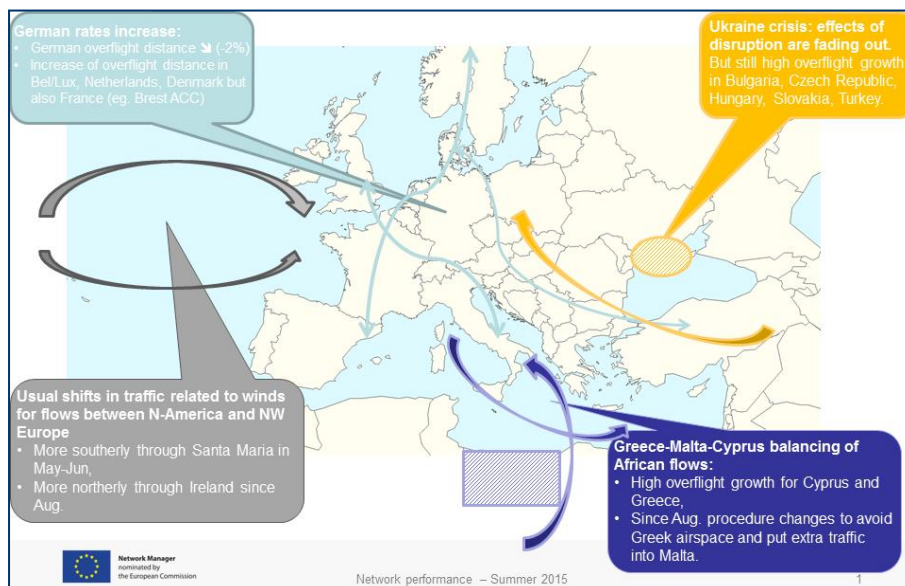 German rates increase:
• German overflight distance ↘ (-2%)
• Increase of overflight distance in
Bel/Lux, Netherlands, Denmark but
also France (eg. Brest ACC)
Ukraine crisis: effects of
disruption are fading out.
But still high overflight growth
in Bulgaria, Czech Republic,
Hungary, Slovakia, Turkey.
Usual shifts in traffic related to winds
for flows between N-America and NW
Europe
• More southerly through Santa Maria in
May-Jun,
• More northerly through Ireland since
Aug.
Greece-Malta-Cyprus balancing of
African flows:
• High overflight growth for Cyprus and
Greece,
• Since Aug. procedure changes to avoid
Greek airspace and put extra traffic
into Malta.
Network Manager
nominated by
the European Commission
Network performance – Summer 2015
1